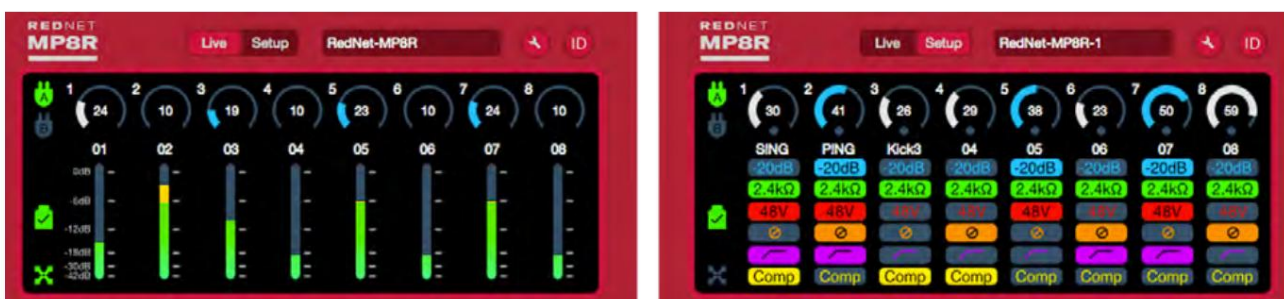 REDNET
MP8R
Live Setup RedNet-MP8R ID
A
B
1 2 3 4 5 6 7 8
24 10 19 10 23 10 24 10
01 02 03 04 05 06 07 08
0dB
-6dB
-12dB
-18dB
-30dB
-42dB
REDNET
MP8R
Live Setup RedNet-MP8R-1 ID
A
B
1 2 3 4 5 6 7 8
30 41 26 29 38 23 50 59
SING PING Kick3 04 05 06 07 08
-20dB -20dB -20dB -20dB -20dB -20dB -20dB -20dB
2.4kΩ 2.4kΩ 2.4kΩ 2.4kΩ 2.4kΩ 2.4kΩ 2.4kΩ 2.4kΩ
48V 48V 48V 48V 48V 48V 48V 48V
Comp Comp Comp Comp Comp Comp Comp Comp